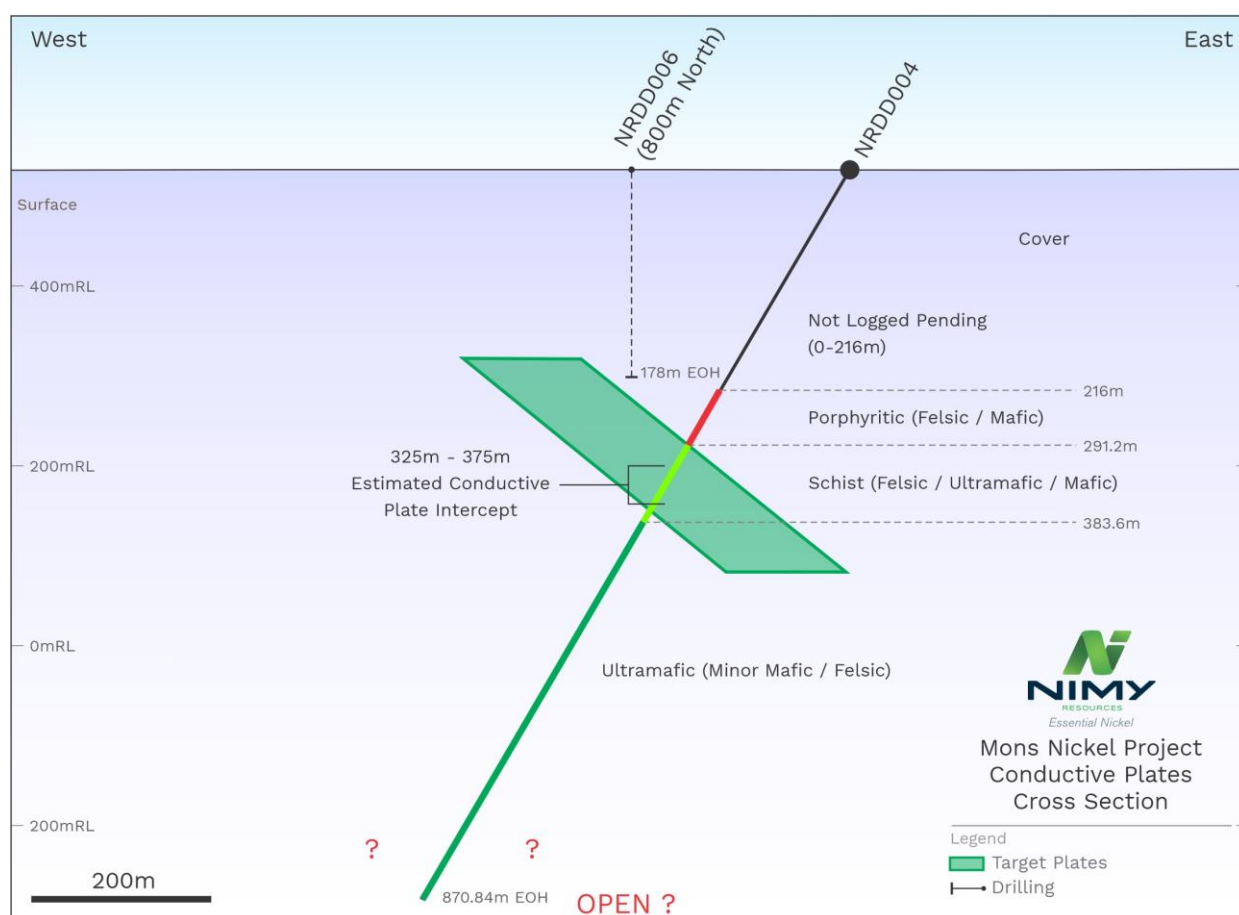 West
East
NRDD006
(800m North)
NRDD004
Surface
Cover
400mRL
Not Logged Pending
(0-216m)
178m EOH
216m
Porphyritic (Felsic / Mafic)
291.2m
200mRL
325m - 375m
Estimated Conductive
Plate Intercept
Schist (Felsic / Ultramafic / Mafic)
383.6m
0mRL
Ultramafic (Minor Mafic / Felsic)
NIMY
RESOURCES
Essential Nickel
Mons Nickel Project
Conductive Plates
Cross Section
200mRL
Legend
Target Plates
Drilling
? ?
200m
870.84m EOH
OPEN ?